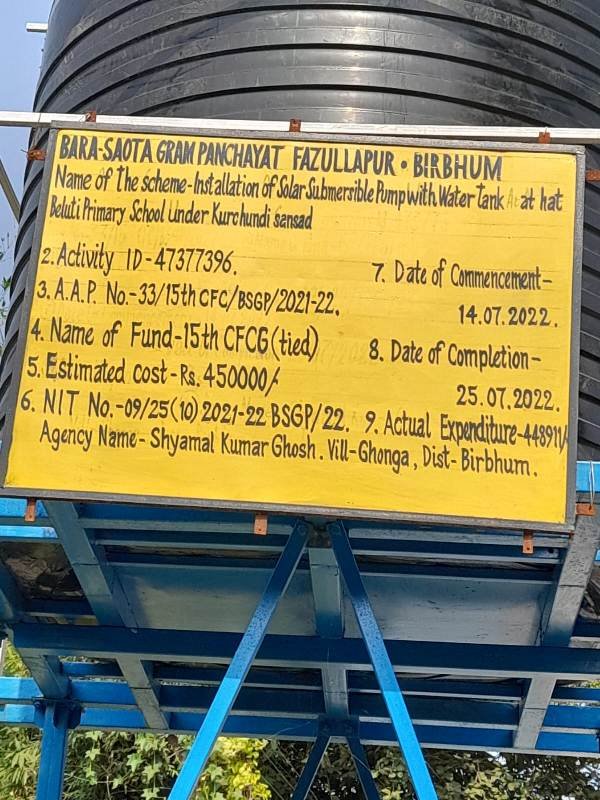 BARA-SAOTA GRAM PANCHAYAT FAZULLAPUR • BIRBHUM
Name of the scheme-Installation of Solar Submersible Pump with Water Tank at hat
Beluti Primary School Under Kurchundi sansad
2. Activity ID - 47377396.
3. A.A.P. No.-33/15th CFC/BSGP/2021-22.
4. Name of Fund-15th CFCG (tied)
5. Estimated cost - Rs. 450000/-
6. NIT No.-09/25(10) 2021-22 BSGP/22.
7. Date of Commencement-
14.07.2022.
8. Date of Completion-
25.07.2022.
9. Actual Expenditure-448911/
Agency Name- Shyamal Kumar Ghosh. Vill-Ghonga, Dist-Birbhum.